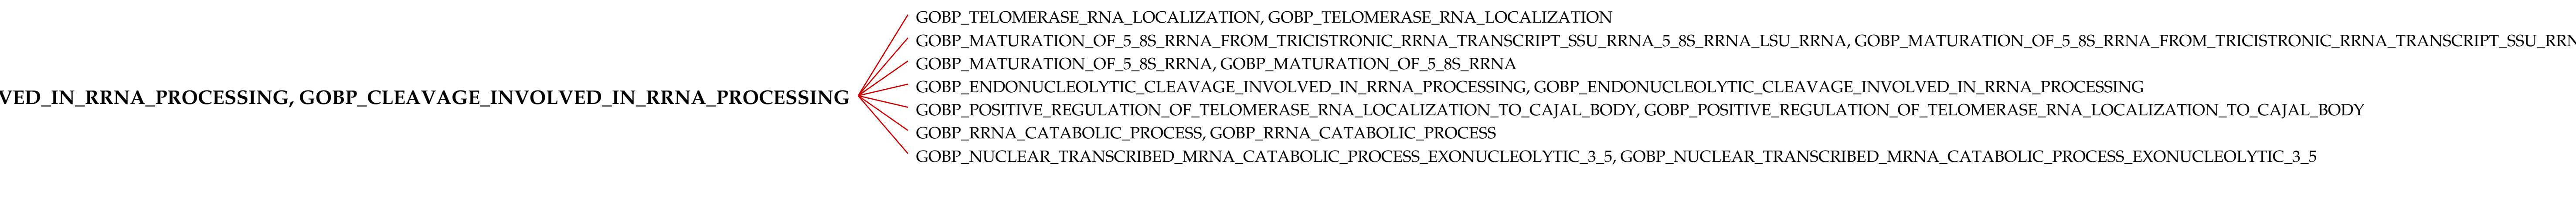 GOBP_TELOMERASE_RNA_LOCALIZATION, GOBP_TELOMERASE_RNA_LOCALIZATION
GOBP_MATURATION_OF_5_8S_RRNA_FROM_TRICISTRONIC_RRNA_TRANSCRIPT_SSU_RRNA_5_8S_RRNA_LSU_RRNA, GOBP_MATURATION_OF_5_8S_RRNA_FROM_TRICISTRONIC_RRNA_TRANSCRIPT_SSU_RRN
GOBP_MATURATION_OF_5_8S_RRNA, GOBP_MATURATION_OF_5_8S_RRNA
GOBP_ENDONUCLEOLYTIC_CLEAVAGE_INVOLVED_IN_RRNA_PROCESSING, GOBP_ENDONUCLEOLYTIC_CLEAVAGE_INVOLVED_IN_RRNA_PROCESSING
VED_IN_RRNA_PROCESSING, GOBP_CLEAVAGE_INVOLVED_IN_RRNA_PROCESSING
GOBP_POSITIVE_REGULATION_OF_TELOMERASE_RNA_LOCALIZATION_TO_CAJAL_BODY, GOBP_POSITIVE_REGULATION_OF_TELOMERASE_RNA_LOCALIZATION_TO_CAJAL_BODY
GOBP_RRNA_CATABOLIC_PROCESS, GOBP_RRNA_CATABOLIC_PROCESS
GOBP_NUCLEAR_TRANSCRIBED_MRNA_CATABOLIC_PROCESS_EXONUCLEOLYTIC_3_5, GOBP_NUCLEAR_TRANSCRIBED_MRNA_CATABOLIC_PROCESS_EXONUCLEOLYTIC_3_5